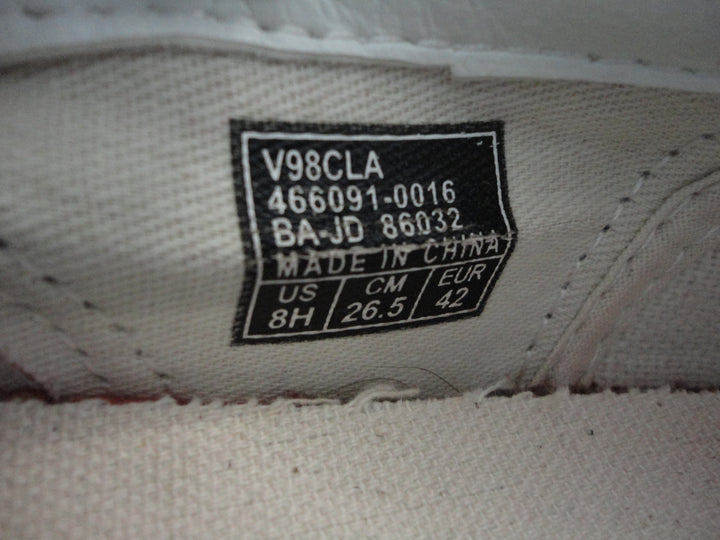 V98CLA
466091-0016
BA-JD 86032
MADE IN CHINA
US CM EUR
8H 26.5 42